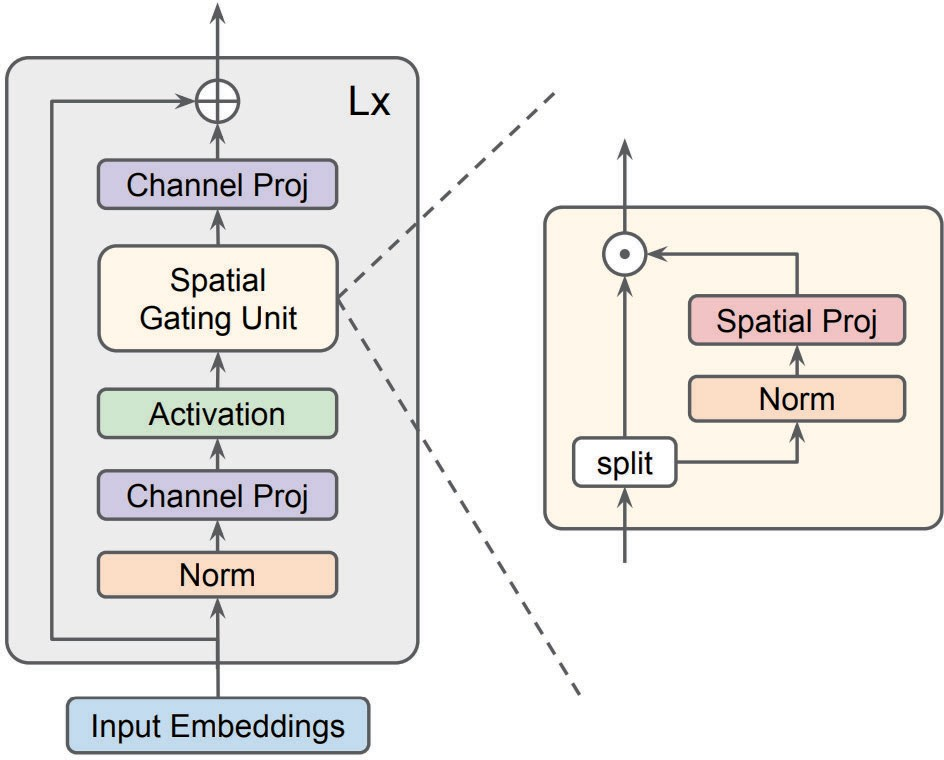 Lx
Channel Proj
Spatial
Gating Unit
Activation
Channel Proj
Norm
Input Embeddings
Spatial Proj
Norm
split